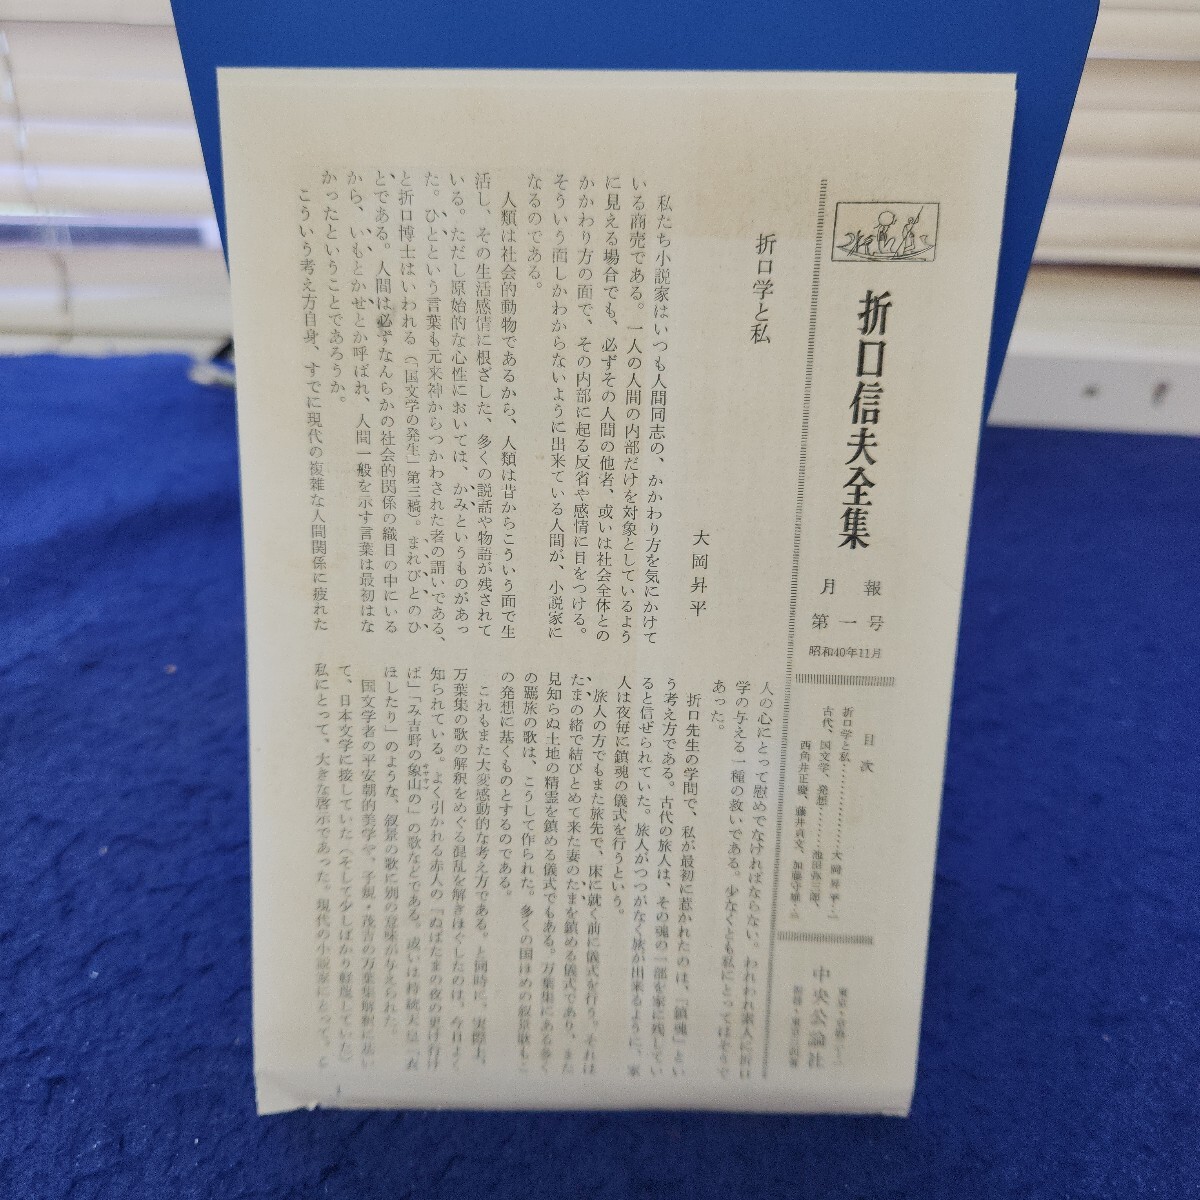 折口信夫全集
月報
第一号
昭和40年11月
目次
折口学と私……………大岡昇平…一
古代、国文学、発想………池田弥三郎、
西角井正慶、藤井貞文、加藤守雄…
中央公論社
折口学と私
大岡昇平
私たち小説家はいつも人間同志の、かかわり方を気にかけて
いる商売である。一人の人間の内部だけを対象としているよう
に見える場合でも、必ずその人間の他者、或いは社会全体との
かかわり方の面で、その内部に起る反省や感情に目をつける。
そういう面しかわからないように出来ている人間が、小説家に
なるのである。
人類は社会的動物であるから、人類は昔からこういう面で生
活し、その生活感情に根ざした、多くの説話や物語が残されて
いる。ただし原始的な心性においては、かみというものがあっ
た。ひとという言葉も元来神からつかわされた者の謂いである、
と折口博士はいわれる(「国文学の発生」第三稿)。まれびとのひ
とである。人間は必ずなんらかの社会的関係の織目の中にいる
から、いもとかせとか呼ばれ、人間一般を示す言葉は最初はな
かったということであろうか。
こういう考え方自身、すでに現代の複雑な人間関係に疲れた
人の心にとって慰めでなければならない。われわれ素人に折口
学の与える一種の救いである。少なくとも私にとってはそうで
あった。
折口先生の学問で、私が最初に惹かれたのは、「鎮魂」とい
う考え方である。古代の旅人は、その魂の一部を家に残してい
ると信ぜられていた。旅人がつつがなく旅が出来るように、家
人は夜毎に鎮魂の儀式を行うという。
旅人の方でもまた旅先で、床に就く前に儀式を行う。それは
たまの緒で結びとめて来た妻のたまを鎮める儀式であり、また
見知らぬ土地の精霊を鎮める儀式でもある。万葉集にある多く
の羈旅の歌は、こうして作られた。多くの国ほめの叙景歌もこ
の発想に基くものとするのである。
これもまた大変感動的な考え方である。と同時に、実際上、
万葉集の歌の解釈をめぐる混乱を解きほぐしたのは、今日よく
知られている。よく引かれる赤人の「ぬばたまの夜の更け行け
ば」「み吉野の象山の」の歌などである。或いは持統天皇「衣
ほしたり」のような、叙景の歌に別の意味が与えられた。
国文学者の平安朝的美学や、子規・茂吉の万葉集解釈に従い
て、日本文学に接していた(そして少しばかり軽蔑していた)
私にとって、大きな啓示であった。現代の小説家にとって、